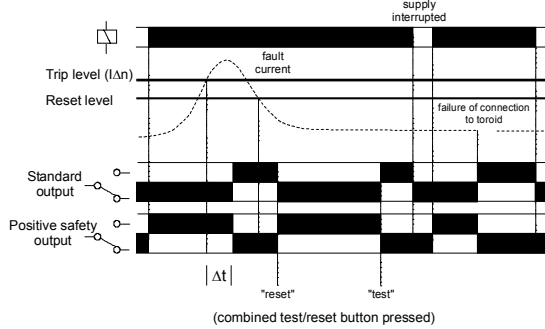 supply
interrupted
fault
current
Trip level (IΔn)
Reset level
failure of connection
to toroid
Standard
output
Positive safety
output
Δt
"reset"
"test"
(combined test/reset button pressed)